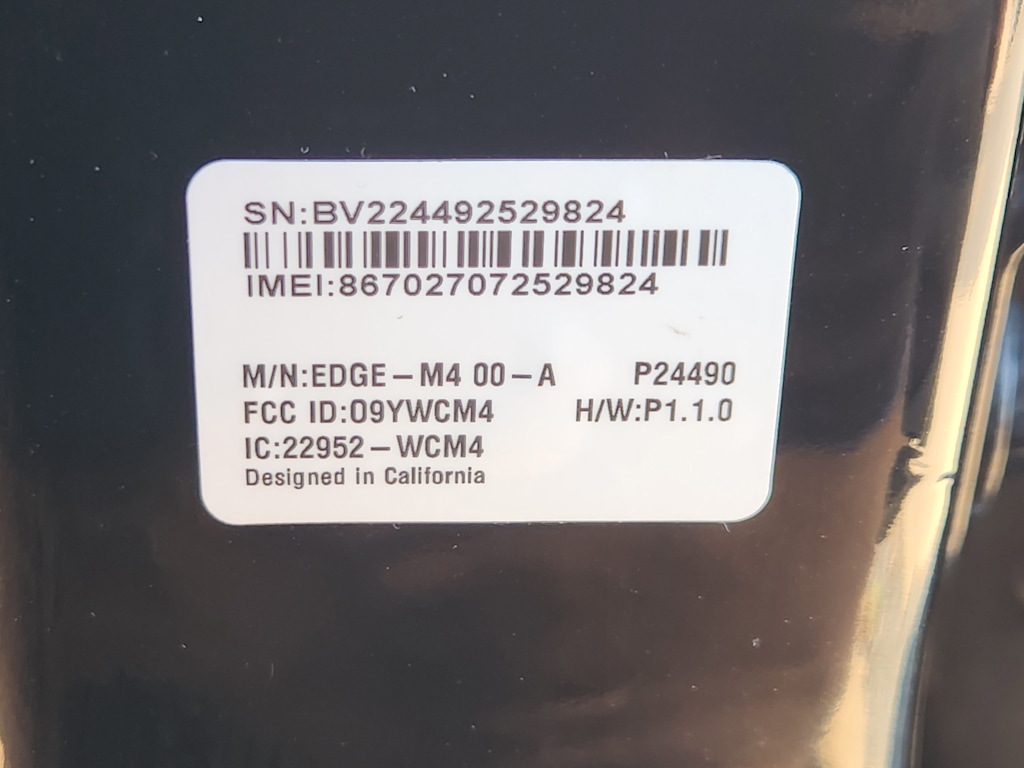 SN:BV224492529824
IMEI:867027072529824
M/N:EDGE-M4 00-A P24490
FCC ID:O9YWCM4 H/W:P1.1.0
IC:22952-WCM4
Designed in California